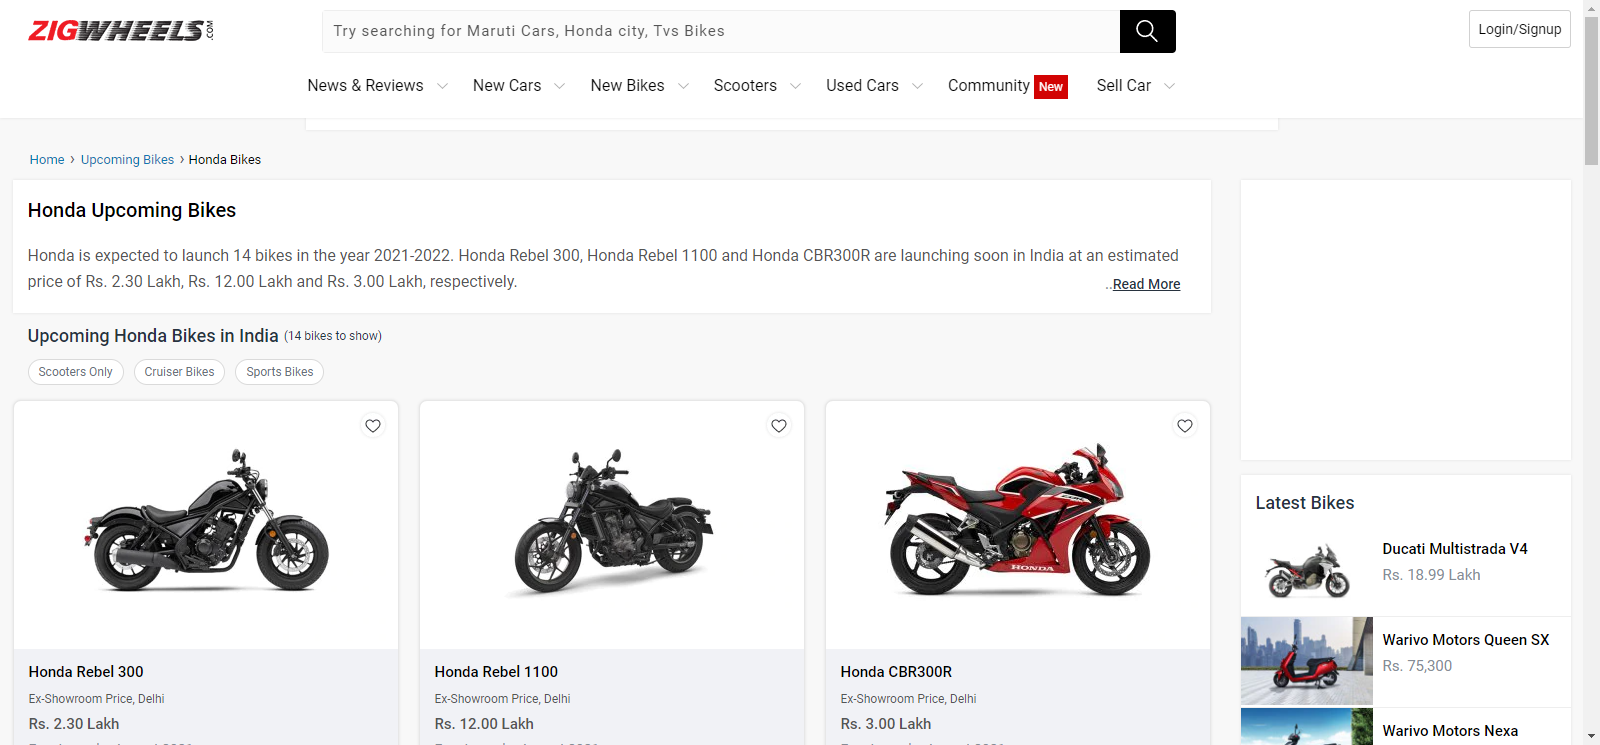 ZIGWHEELS.COM
Try searching for Maruti Cars, Honda city, Tvs Bikes
Login/Signup
News & Reviews
New Cars
New Bikes
Scooters
Used Cars
Community New
Sell Car
Home › Upcoming Bikes › Honda Bikes
Honda Upcoming Bikes
Honda is expected to launch 14 bikes in the year 2021-2022. Honda Rebel 300, Honda Rebel 1100 and Honda CBR300R are launching soon in India at an estimated
price of Rs. 2.30 Lakh, Rs. 12.00 Lakh and Rs. 3.00 Lakh, respectively.
..Read More
Upcoming Honda Bikes in India (14 bikes to show)
Scooters Only
Cruiser Bikes
Sports Bikes
HONDA
Honda Rebel 300
Ex-Showroom Price, Delhi
Rs. 2.30 Lakh
Honda Rebel 1100
Ex-Showroom Price, Delhi
Rs. 12.00 Lakh
Honda CBR300R
Ex-Showroom Price, Delhi
Rs. 3.00 Lakh
Latest Bikes
Ducati Multistrada V4
Rs. 18.99 Lakh
Warivo Motors Queen SX
Rs. 75,300
Warivo Motors Nexa